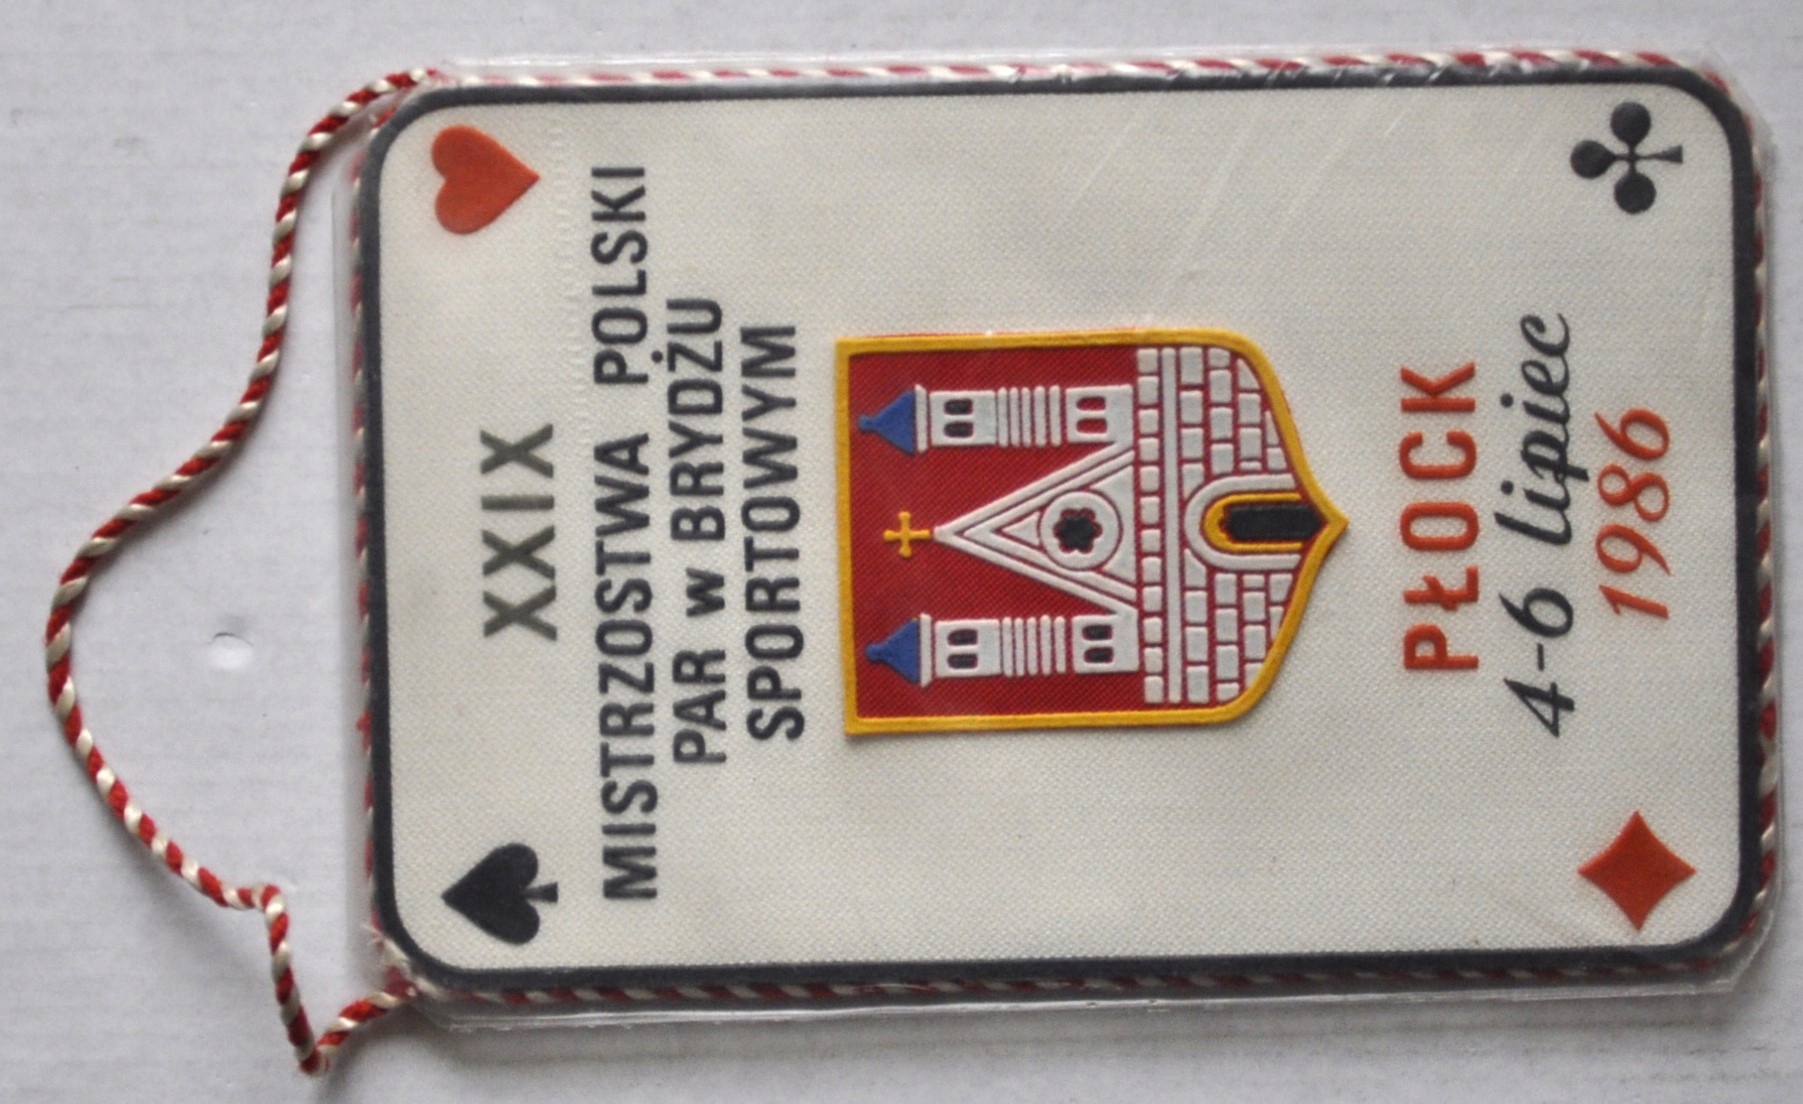 XXIX
MISTRZOSTWA POLSKI
PAR w BRYDŻU
SPORTOWYM
PŁOCK
4-6 lipiec
1986